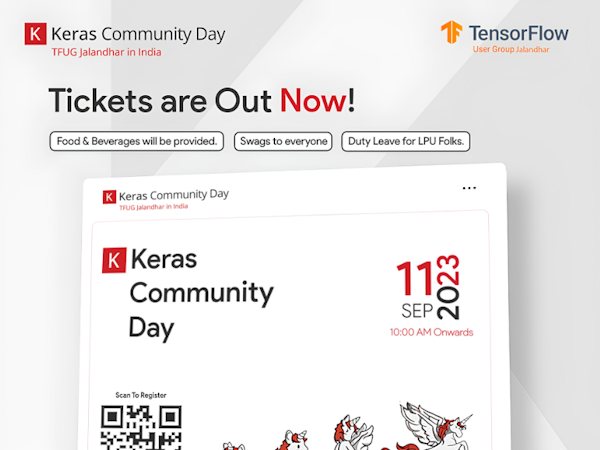 K Keras Community Day
TFUG Jalandhar in India
TensorFlow
User Group Jalandhar
Tickets are Out Now!
Food & Beverages will be provided.
Swags to everyone
Duty Leave for LPU Folks.
K Keras Community Day
TFUG Jalandhar in India
K Keras
Community
Day
11
SEP
2023
10:00 AM Onwards
Scan To Register